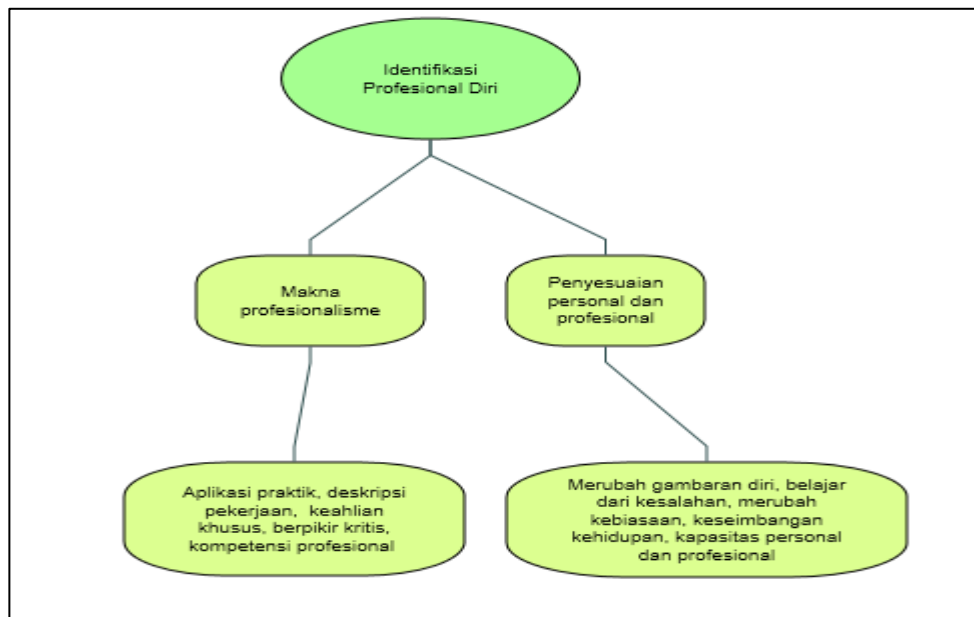 Identifikasi
Profesional Diri
Makna
profesionalisme
Penyesuaian
personal dan
profesional
Aplikasi praktik, deskripsi
pekerjaan, keahlian
khusus, berpikir kritis,
kompetensi profesional
Merubah gambaran diri, belajar
dari kesalahan, merubah
kebiasaan, keseimbangan
kehidupan, kapasitas personal
dan profesional